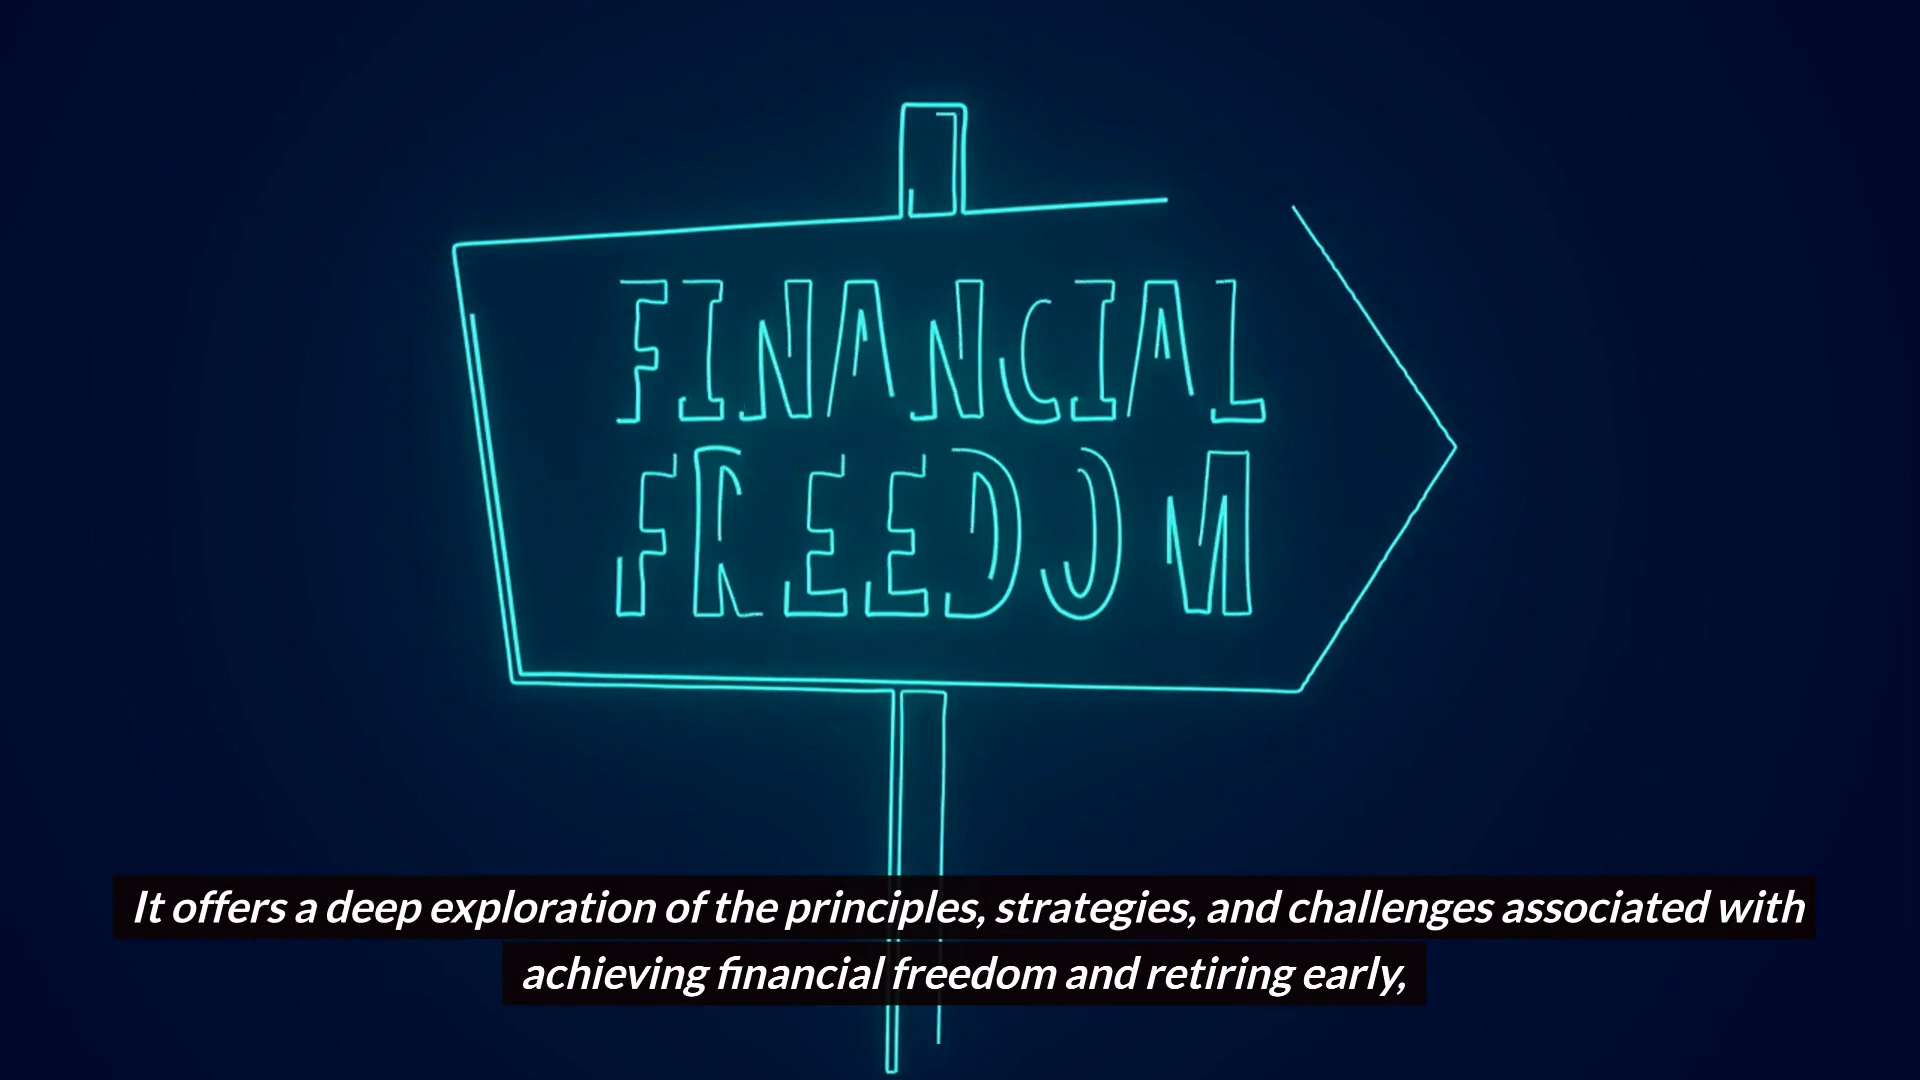 FINANCIAL
FREEDOM
It offers a deep exploration of the principles, strategies, and challenges associated with
achieving financial freedom and retiring early,